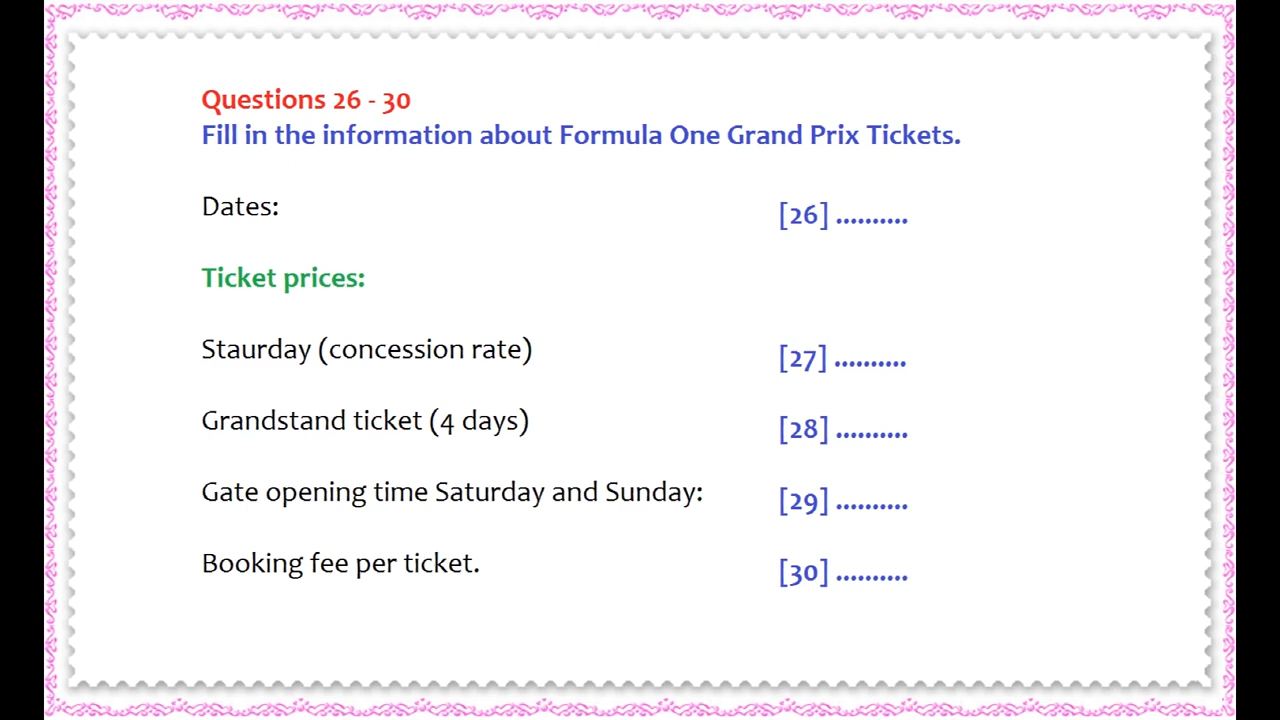 Questions 26 - 30
Fill in the information about Formula One Grand Prix Tickets.
Dates: [26] ..........
Ticket prices:
Staurday (concession rate) [27] ..........
Grandstand ticket (4 days) [28] ..........
Gate opening time Saturday and Sunday: [29] ..........
Booking fee per ticket. [30] ..........